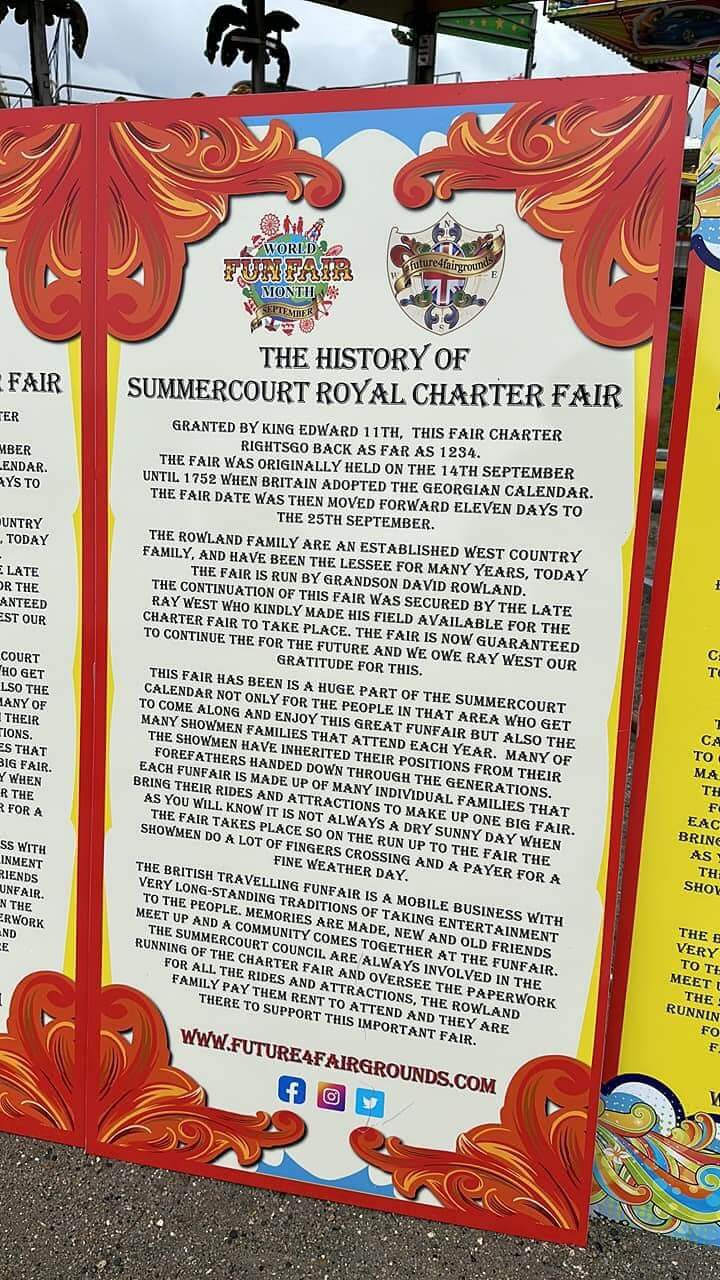 WORLD
FUN FAIR
MONTH
SEPTEMBER
N
future4fairgrounds
W
E
S
THE HISTORY OF
SUMMERCOURT ROYAL CHARTER FAIR
GRANTED BY KING EDWARD 11TH, THIS FAIR CHARTER
RIGHTSGO BACK AS FAR AS 1234.
THE FAIR WAS ORIGINALLY HELD ON THE 14TH SEPTEMBER
UNTIL 1752 WHEN BRITAIN ADOPTED THE GEORGIAN CALENDAR.
THE FAIR DATE WAS THEN MOVED FORWARD ELEVEN DAYS TO
THE 25TH SEPTEMBER.
THE ROWLAND FAMILY ARE AN ESTABLISHED WEST COUNTRY
FAMILY, AND HAVE BEEN THE LESSEE FOR MANY YEARS, TODAY
THE FAIR IS RUN BY GRANDSON DAVID ROWLAND.
THE CONTINUATION OF THIS FAIR WAS SECURED BY THE LATE
RAY WEST WHO KINDLY MADE HIS FIELD AVAILABLE FOR THE
CHARTER FAIR TO TAKE PLACE. THE FAIR IS NOW GUARANTEED
TO CONTINUE THE FOR THE FUTURE AND WE OWE RAY WEST OUR
GRATITUDE FOR THIS.
THIS FAIR HAS BEEN IS A HUGE PART OF THE SUMMERCOURT
CALENDAR NOT ONLY FOR THE PEOPLE IN THAT AREA WHO GET
TO COME ALONG AND ENJOY THIS GREAT FUNFAIR BUT ALSO THE
MANY SHOWMEN FAMILIES THAT ATTEND EACH YEAR. MANY OF
THE SHOWMEN HAVE INHERITED THEIR POSITIONS FROM THEIR
FOREFATHERS HANDED DOWN THROUGH THE GENERATIONS.
EACH FUNFAIR IS MADE UP OF MANY INDIVIDUAL FAMILIES THAT
BRING THEIR RIDES AND ATTRACTIONS TO MAKE UP ONE BIG FAIR.
AS YOU WILL KNOW IT IS NOT ALWAYS A DRY SUNNY DAY WHEN
THE FAIR TAKES PLACE SO ON THE RUN UP TO THE FAIR THE
SHOWMEN DO A LOT OF FINGERS CROSSING AND A PAYER FOR A
FINE WEATHER DAY.
THE BRITISH TRAVELLING FUNFAIR IS A MOBILE BUSINESS WITH
VERY LONG-STANDING TRADITIONS OF TAKING ENTERTAINMENT
TO THE PEOPLE. MEMORIES ARE MADE, NEW AND OLD FRIENDS
MEET UP AND A COMMUNITY COMES TOGETHER AT THE FUNFAIR.
THE SUMMERCOURT COUNCIL ARE ALWAYS INVOLVED IN THE
RUNNING OF THE CHARTER FAIR AND OVERSEE THE PAPERWORK
FOR ALL THE RIDES AND ATTRACTIONS, THE ROWLAND
FAMILY PAY THEM RENT TO ATTEND AND THEY ARE
THERE TO SUPPORT THIS IMPORTANT FAIR.
WWW.FUTURE4FAIRGROUNDS.COM